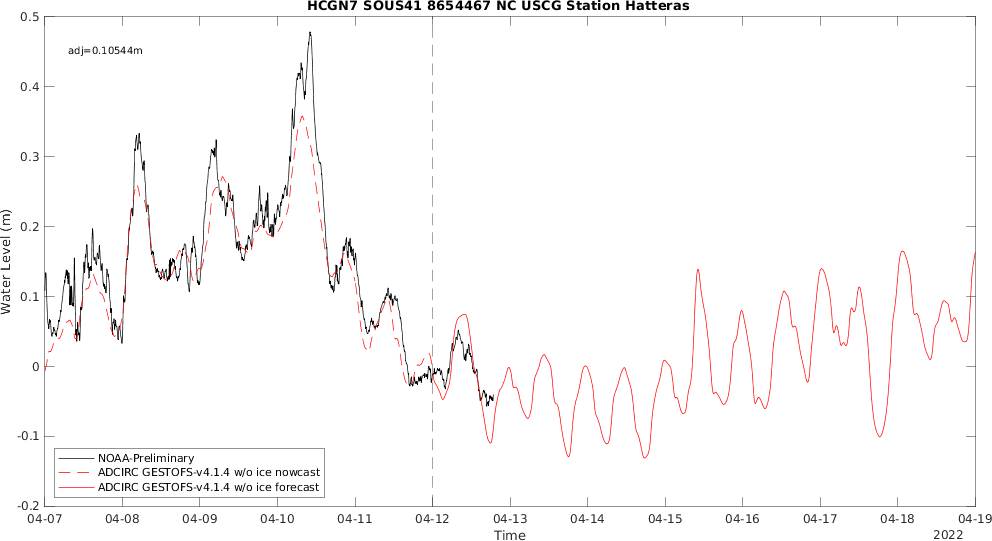 HCGN7 SOUS41 8654467 NC USCG Station Hatteras
adj=0.10544m
0.5
0.4
0.3
0.2
0.1
0
-0.1
-0.2
Water Level (m)
NOAA-Preliminary
ADCIRC GESTOFS-v4.1.4 w/o ice nowcast
ADCIRC GESTOFS-v4.1.4 w/o ice forecast
04-07 04-08 04-09 04-10 04-11 04-12 04-13 04-14 04-15 04-16 04-17 04-18 04-19
Time
2022